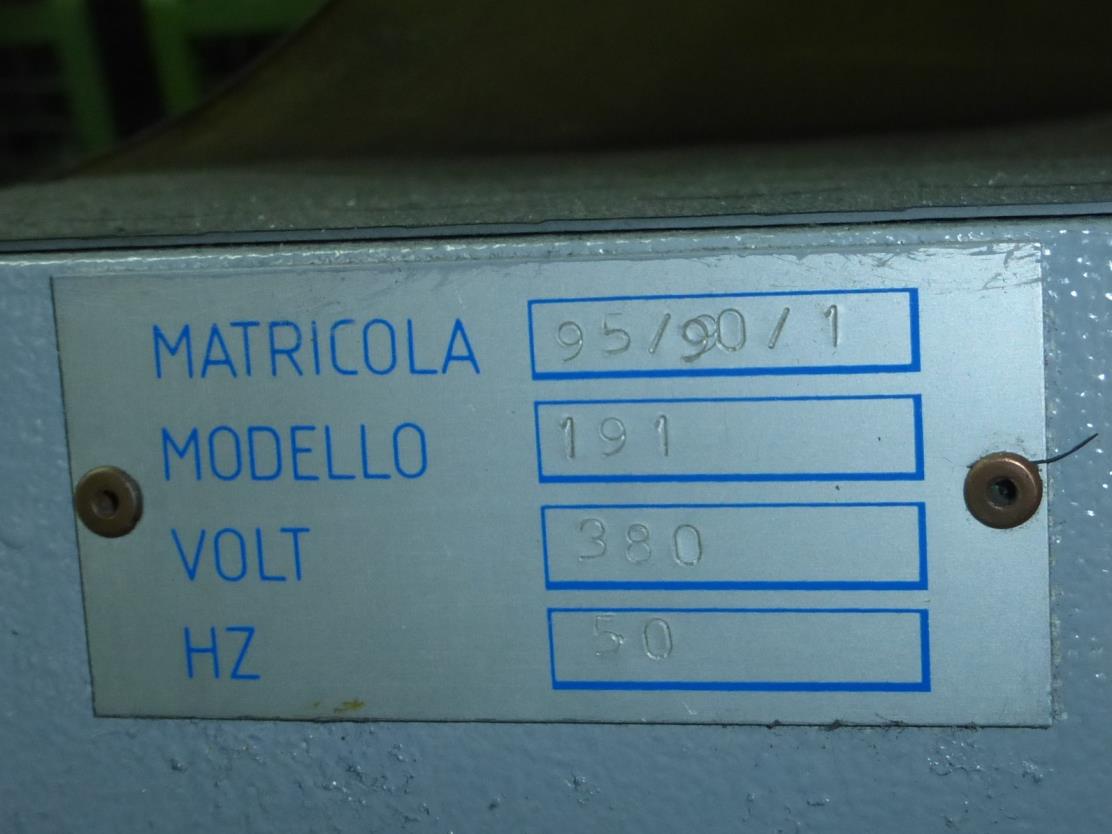 MATRICOLA 95/90/1
MODELLO 191
VOLT 380
HZ 50